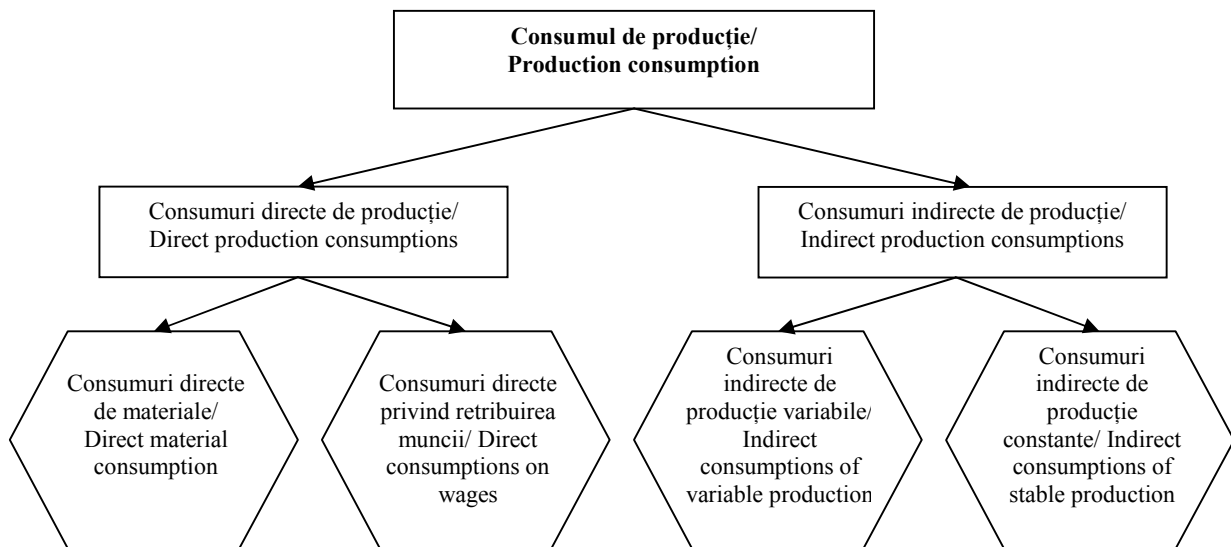 Consumul de producție/
Production consumption
Consumuri directe de producție/
Direct production consumptions
Consumuri indirecte de producție/
Indirect production consumptions
Consumuri directe
de materiale/
Direct material
consumption
Consumuri directe
privind retribuirea
muncii/ Direct
consumptions on
wages
Consumuri
indirecte de
producție variabile/
Indirect
consumptions of
variable production
Consumuri
indirecte de
producție
constante/ Indirect
consumptions of
stable production